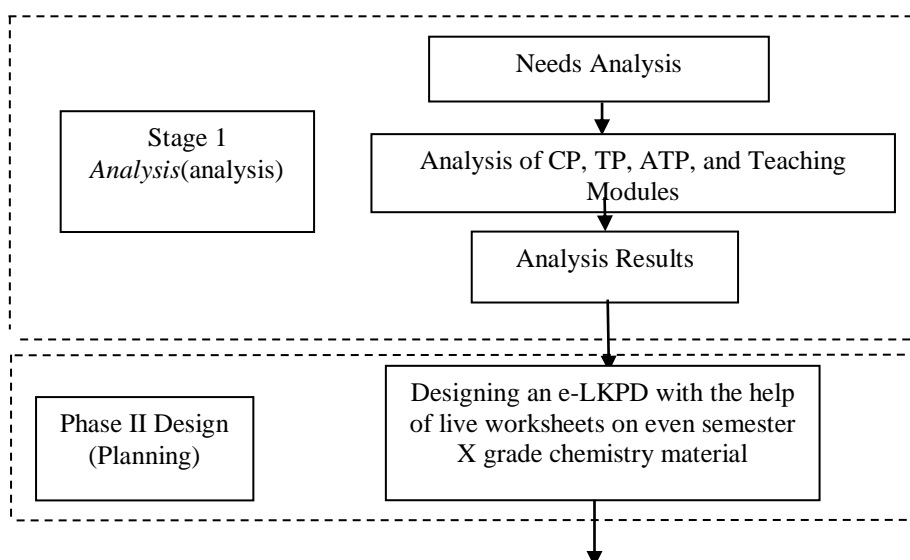 Needs Analysis
Stage 1
Analysis(analysis)
Analysis of CP, TP, ATP, and Teaching
Modules
Analysis Results
Designing an e-LKPD with the help
of live worksheets on even semester
X grade chemistry material
Phase II Design
(Planning)